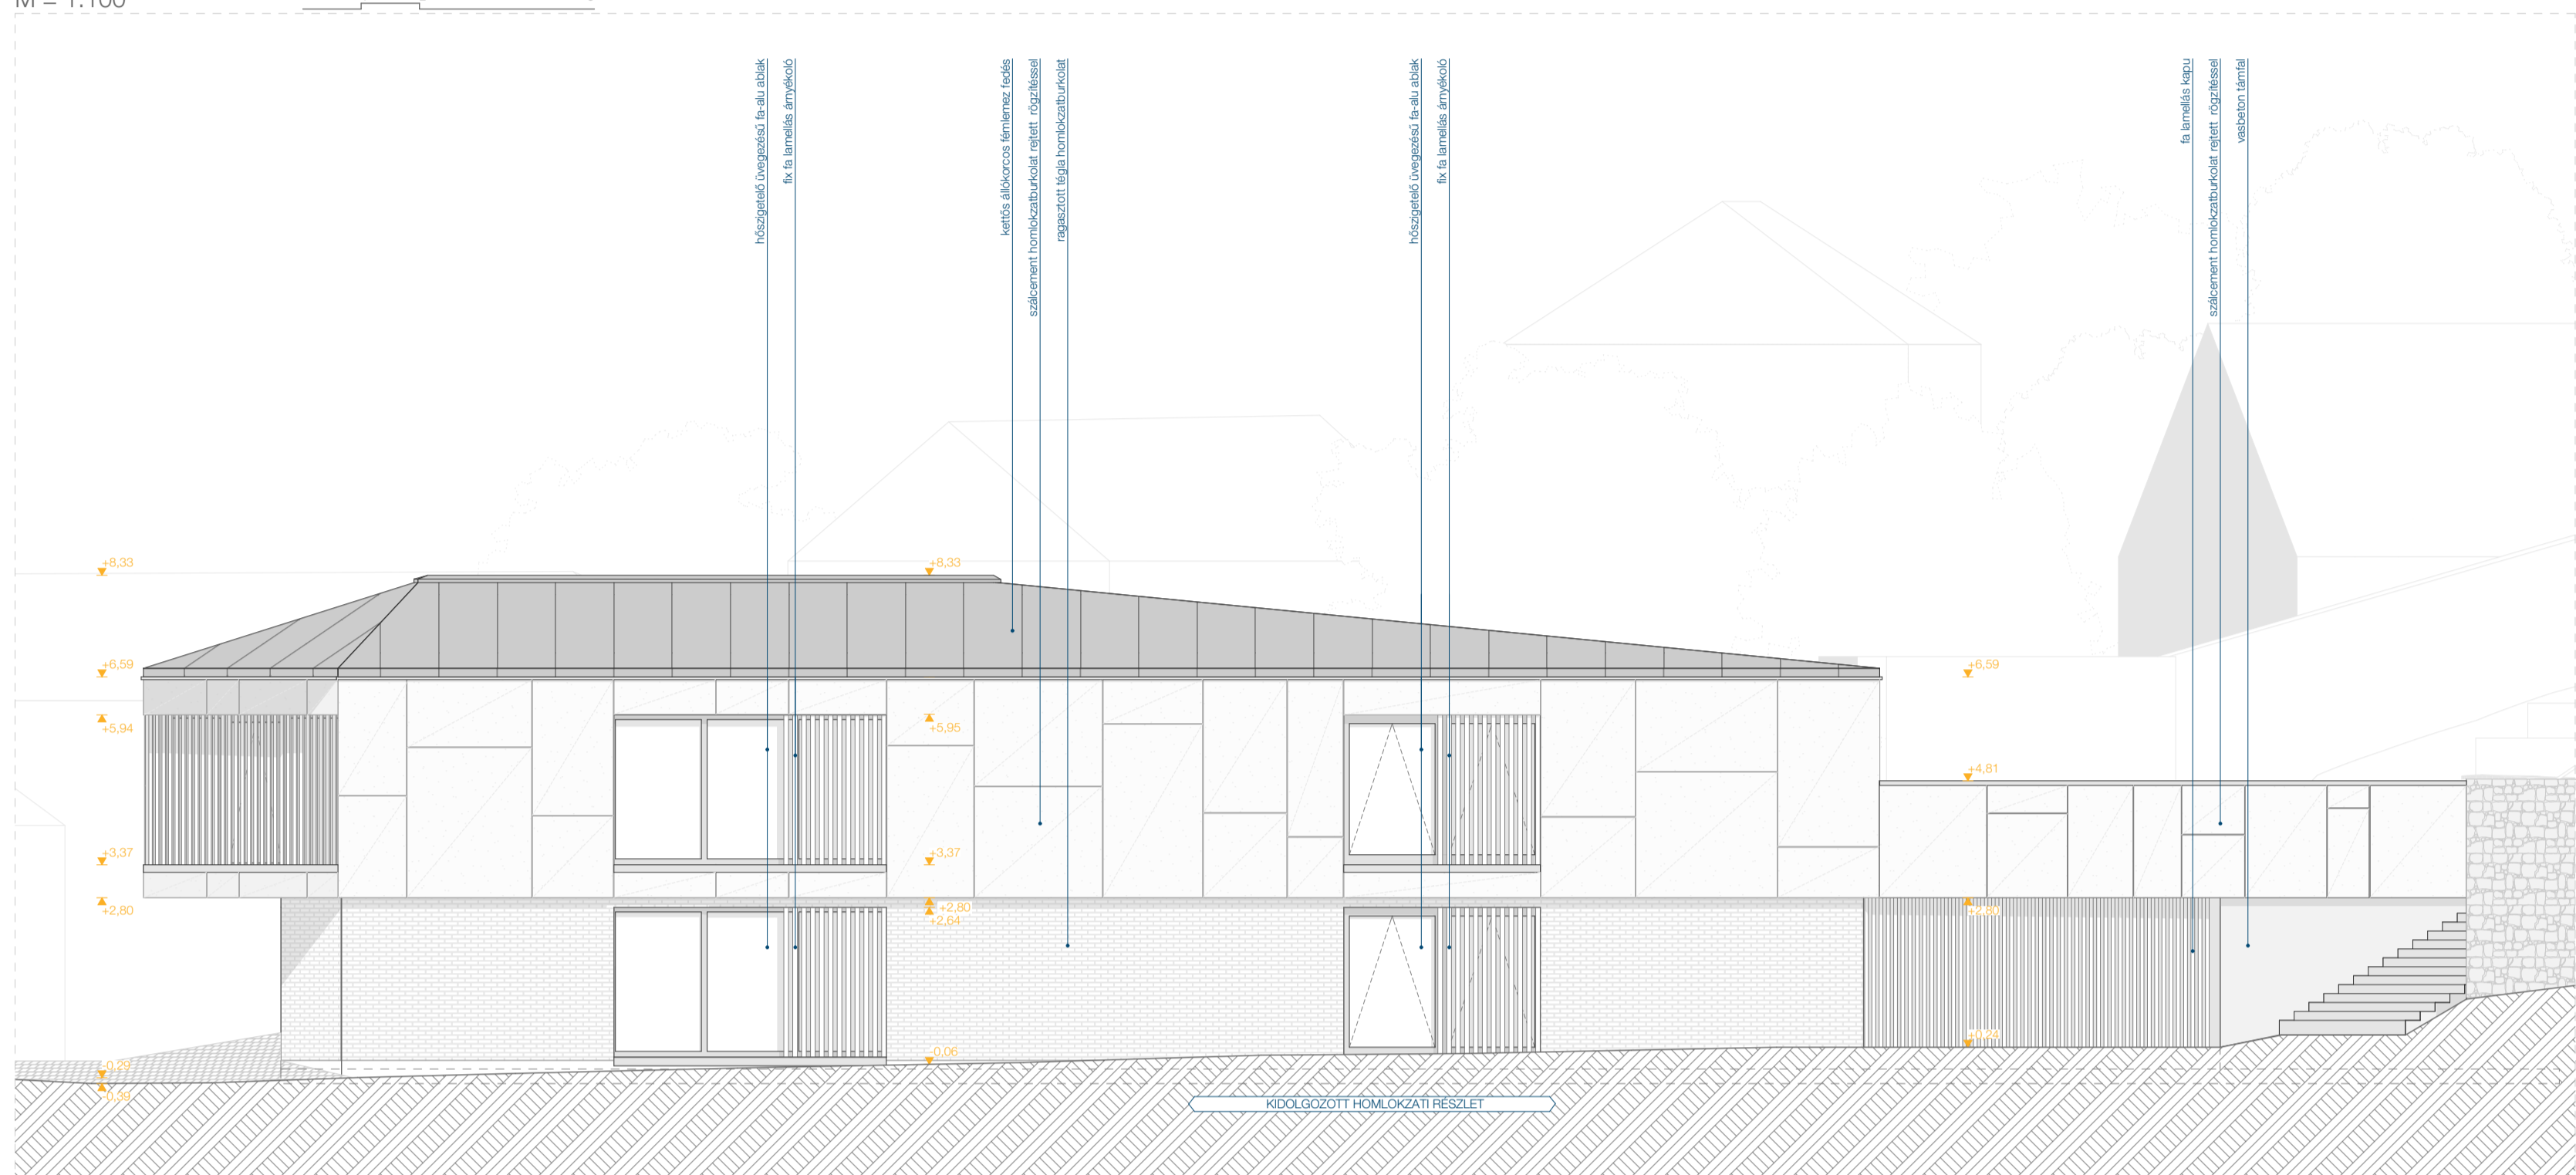 M = 1:100
hőszigetelő üvegezésű fa-alu ablak
fix fa lamellás árnyékoló
kettős állókorcos fémlemez fedés
szálcement homlokzatburkolat rejtett rögzítéssel
ragasztott tégla homlokzatburkolat
hőszigetelő üvegezésű fa-alu ablak
fix fa lamellás árnyékoló
fa lamellás kapu
szálcement homlokzatburkolat rejtett rögzítéssel
vasbeton támfal
+8,33
+8,33
+6,59
+6,59
+5,94
+5,95
+4,81
+3,37
+3,37
+2,80
+2,80
+2,64
+2,80
+0,24
-0,06
-0,29
-0,39
KIDOLGOZOTT HOMLOKZATI RÉSZLET